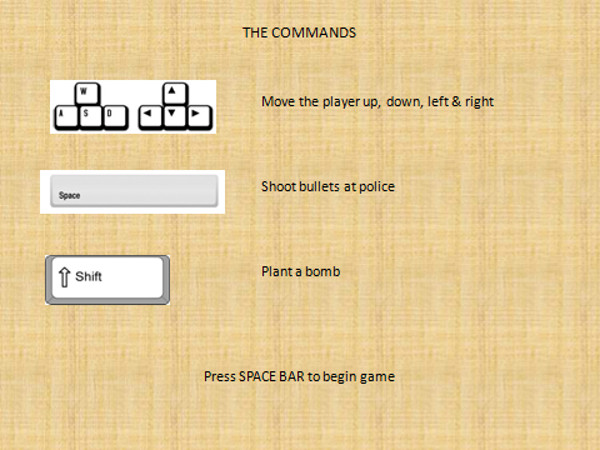 THE COMMANDS
W
A S D
Move the player up, down, left & right
Space
Shoot bullets at police
Shift
Plant a bomb
Press SPACE BAR to begin game